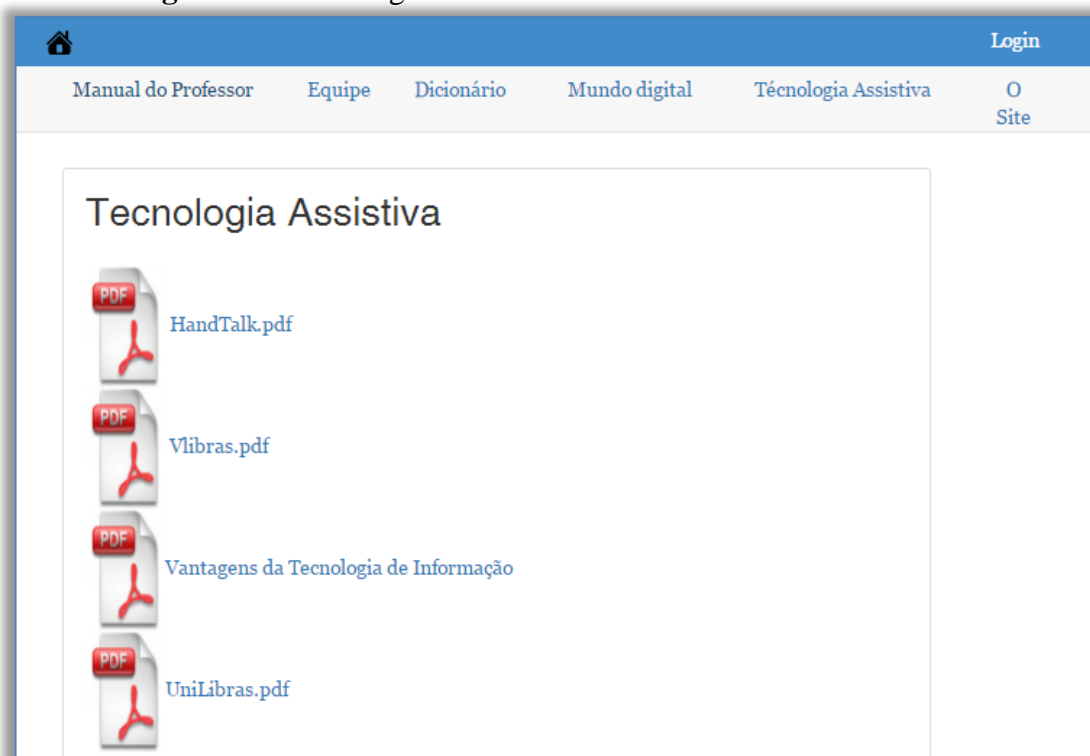 Login
Manual do Professor Equipe Dicionário Mundo digital Técnologia Assistiva O
Site
Tecnologia Assistiva
PDF
HandTalk.pdf
PDF
Vlibras.pdf
PDF
Vantagens da Tecnologia de Informação
PDF
UniLibras.pdf